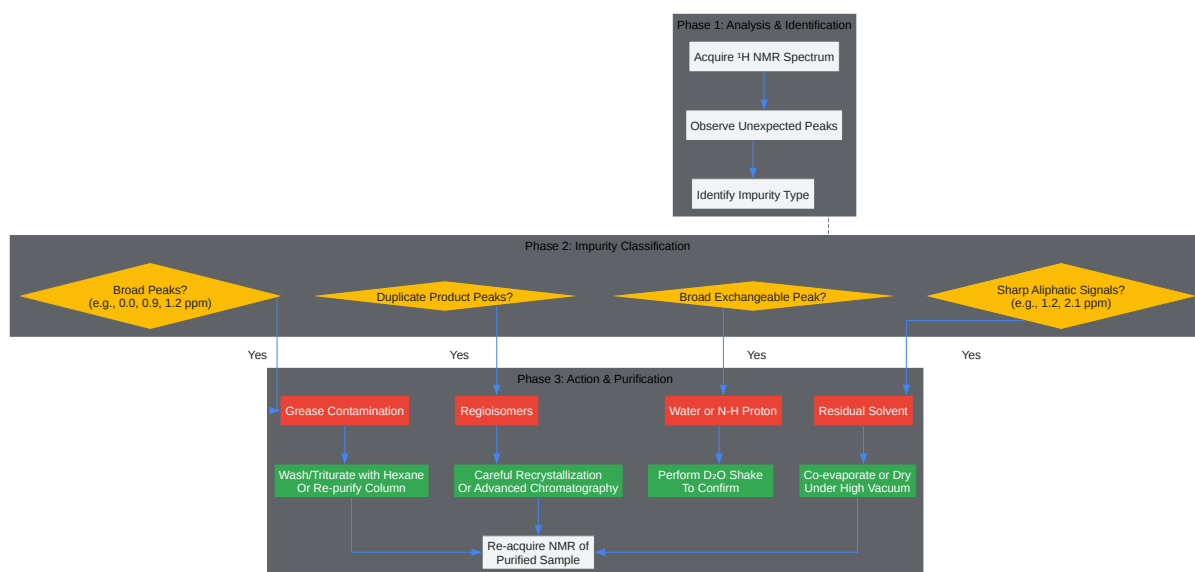 Phase 1: Analysis & Identification
Acquire ¹H NMR Spectrum
Observe Unexpected Peaks
Identify Impurity Type
Phase 2: Impurity Classification
Broad Peaks?
(e.g., 0.0, 0.9, 1.2 ppm)
Duplicate Product Peaks?
Broad Exchangeable Peak?
Sharp Aliphatic Signals?
(e.g., 1.2, 2.1 ppm)
Yes
Yes
Yes
Yes
Phase 3: Action & Purification
Grease Contamination
Regioisomers
Water or N-H Proton
Residual Solvent
Wash/Triturate with Hexane
Or Re-purify Column
Careful Recrystallization
Or Advanced Chromatography
Perform D₂O Shake
To Confirm
Co-evaporate or Dry
Under High Vacuum
Re-acquire NMR of
Purified Sample